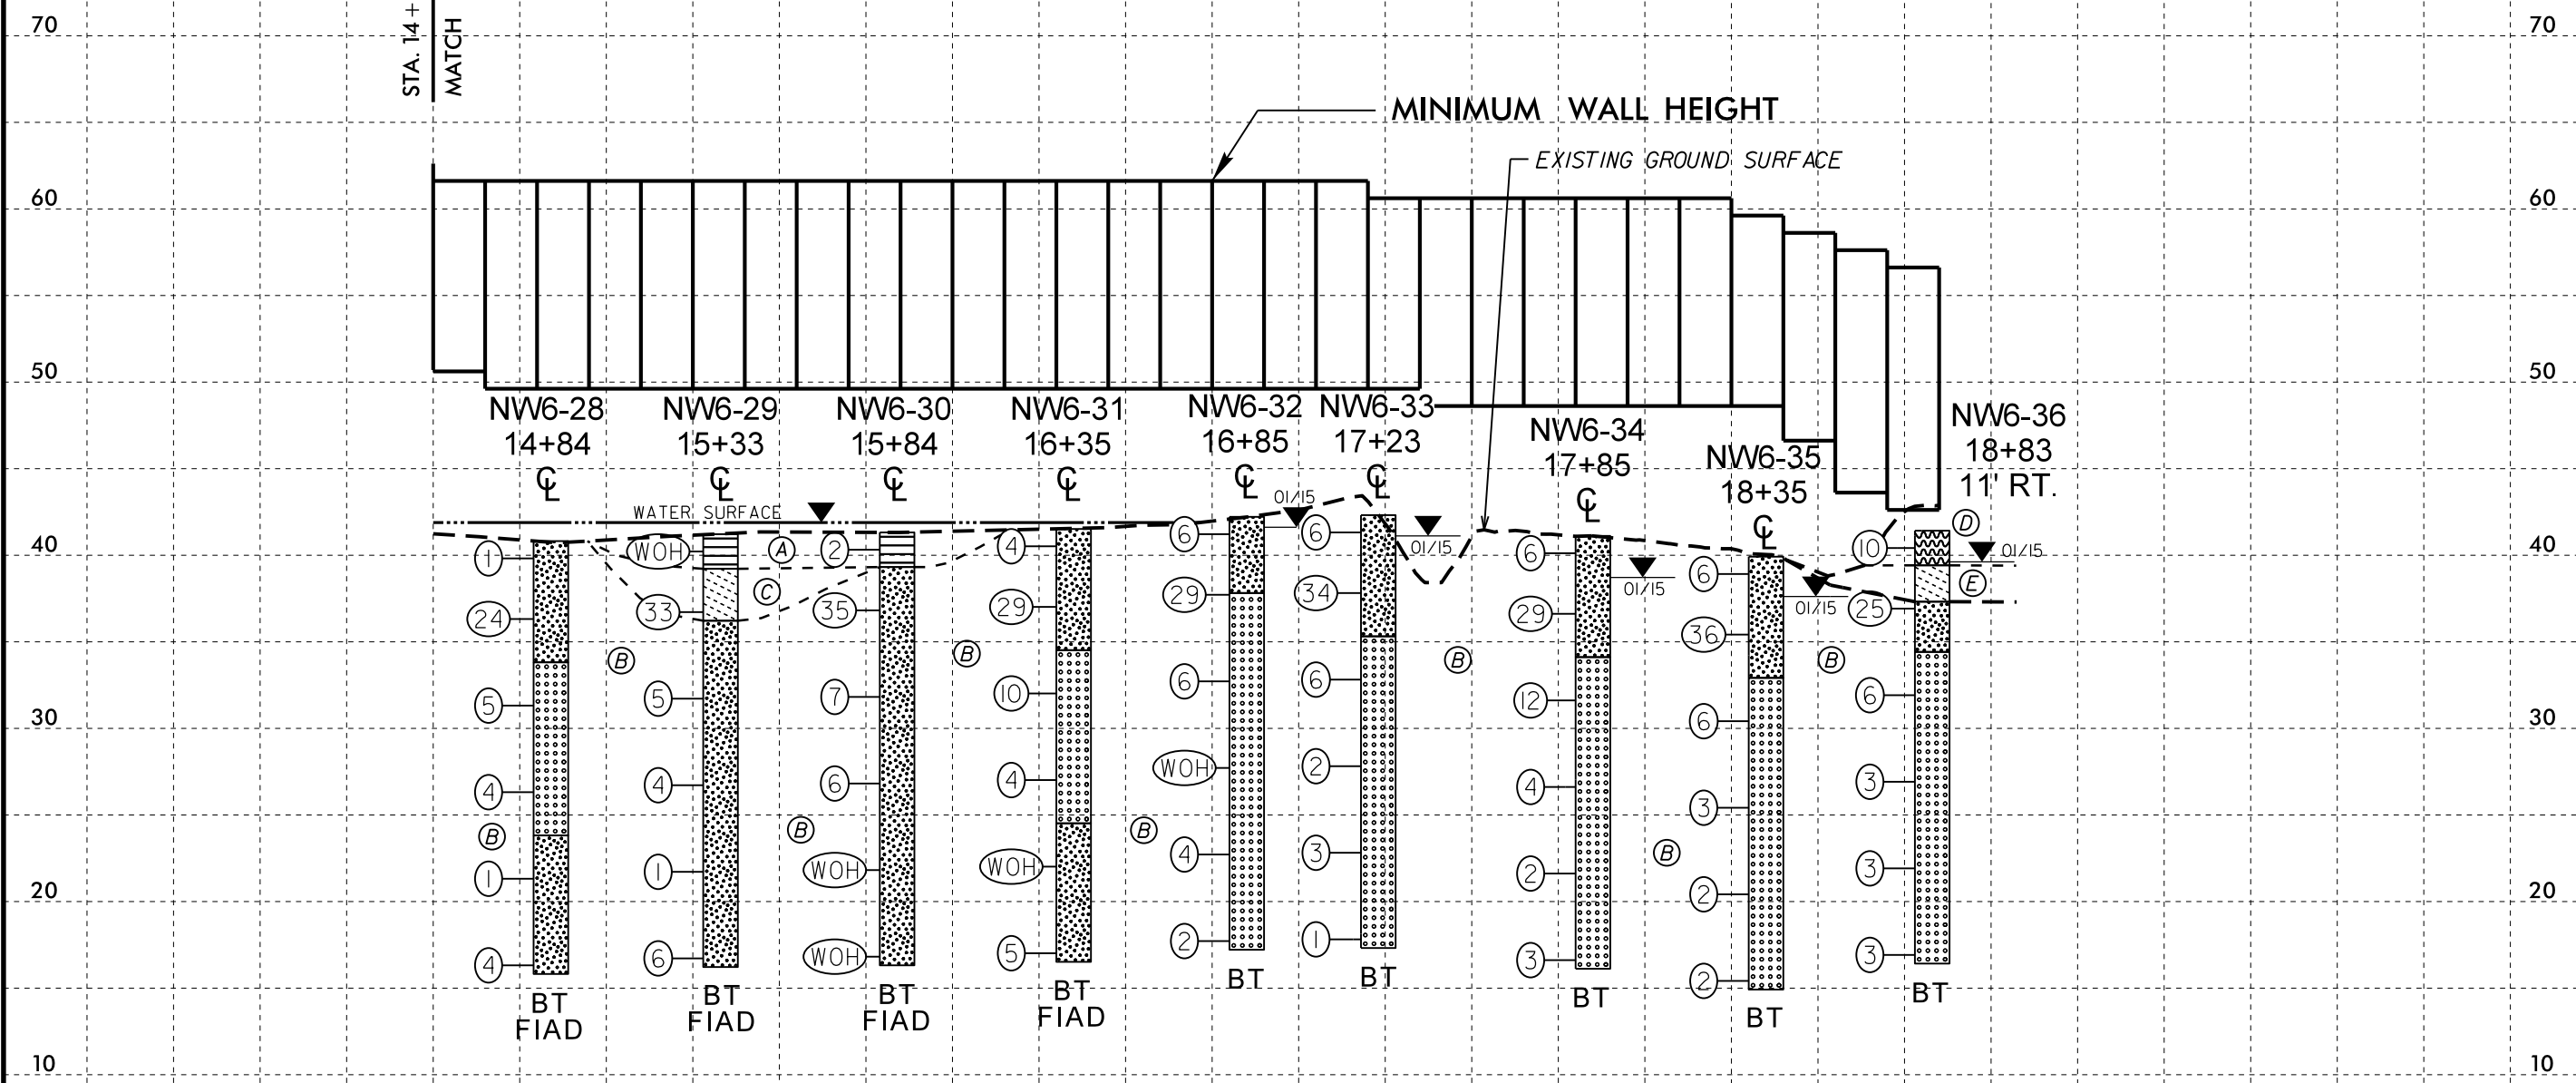 70 70
STA. 14+
MATCH
MINIMUM WALL HEIGHT
EXISTING GROUND SURFACE
60 60
50 50
NW6-28 NW6-29 NW6-30 NW6-31 NW6-32 NW6-33 NW6-34 NW6-35 NW6-36
14+84 15+33 15+84 16+35 16+85 17+23 17+85 18+35 18+83
11' RT.
℄ ℄ ℄ ℄ ℄ ℄ ℄ ℄
WATER SURFACE
01/15 01/15 01/15 01/15 01/15
40 40
1 WOH A 2 4 6 6 6 6 10 D
24 33 C 35 29 29 34 29 36 25 E
B B B B
5 5 7 10 6 6 12 6 6
30 30
4 4 6 4 WOH 2 4 3 3
B B B B
1 1 WOH WOH 4 3 2 2 3
20 20
4 6 WOH 5 2 1 3 2 3
BT BT BT BT BT BT BT BT BT
FIAD FIAD FIAD FIAD
10 10